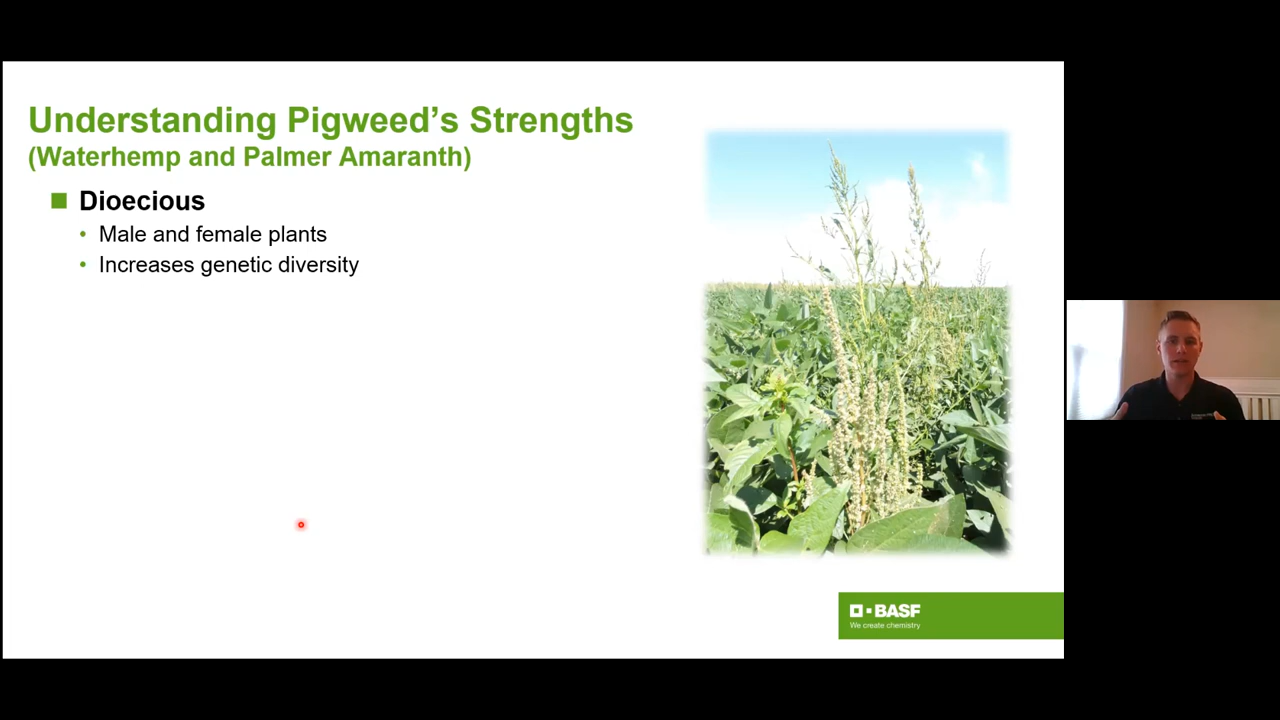 Understanding Pigweed's Strengths
(Waterhemp and Palmer Amaranth)
Dioecious
• Male and female plants
• Increases genetic diversity
BASF
We create chemistry